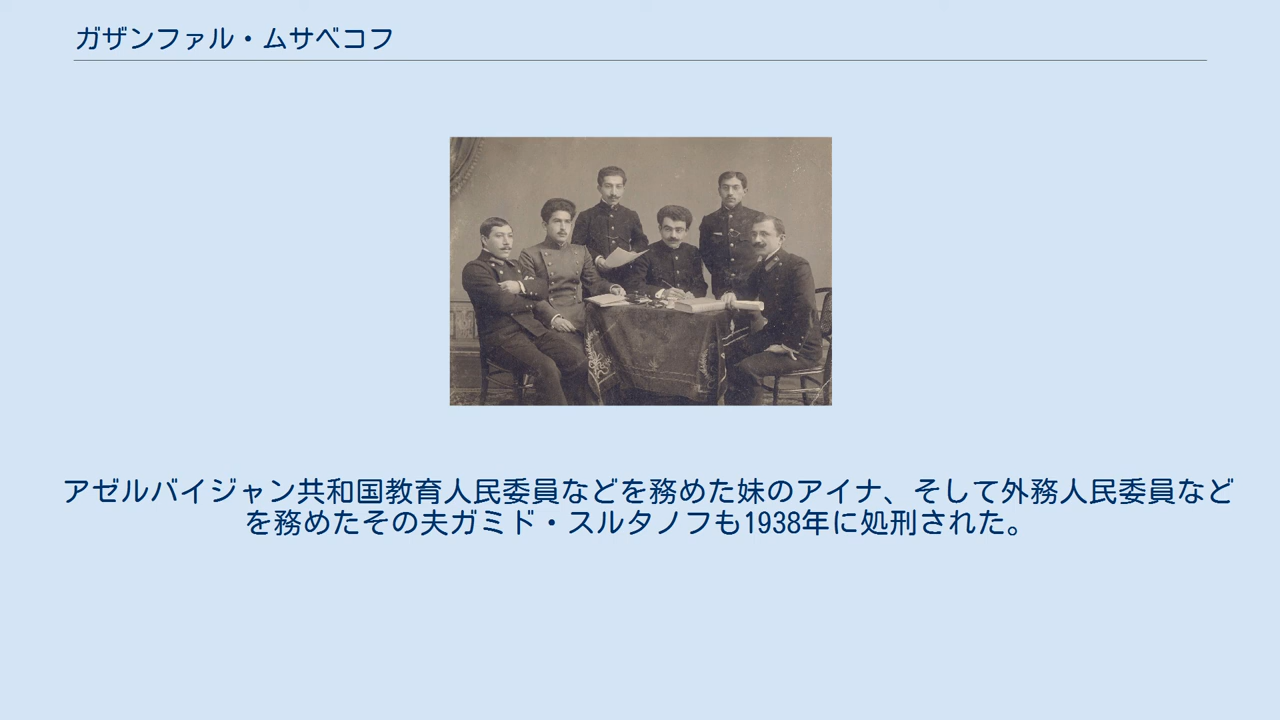 ガザンファル・ムサベコフ
アゼルバイジャン共和国教育人民委員などを務めた妹のアイナ、そして外務人民委員など
を務めたその夫ガミド・スルタノフも1938年に処刑された。